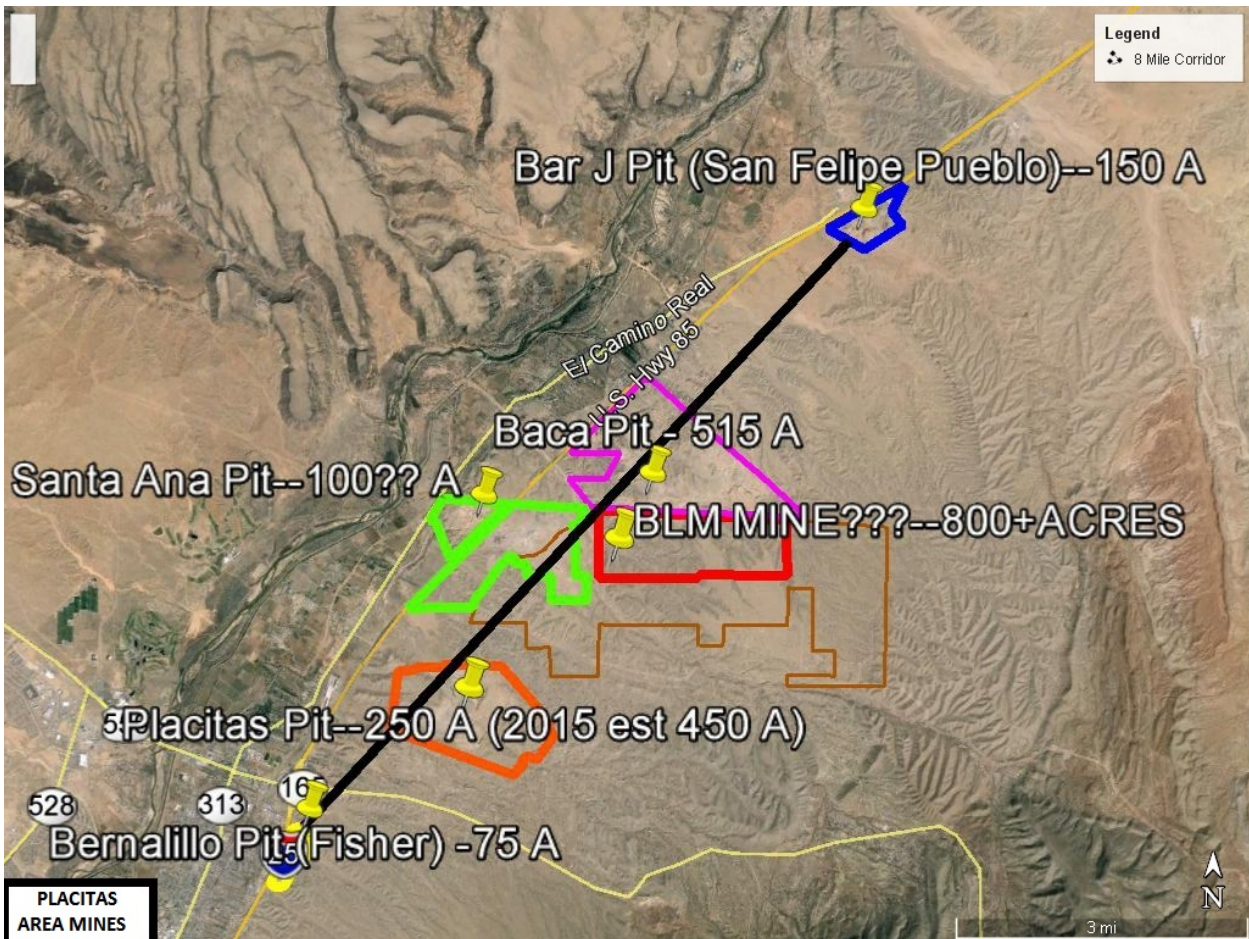 Legend
8 Mile Corridor
Bar J Pit (San Felipe Pueblo)--150 A
El Camino Real
U.S. Hwy 85
Baca Pit - 515 A
Santa Ana Pit--100?? A
BLM MINE???--800+ACRES
Placitas Pit--250 A (2015 est 450 A)
528
313
Bernalillo Pit (Fisher) -75 A
PLACITAS
AREA MINES
N
3 mi